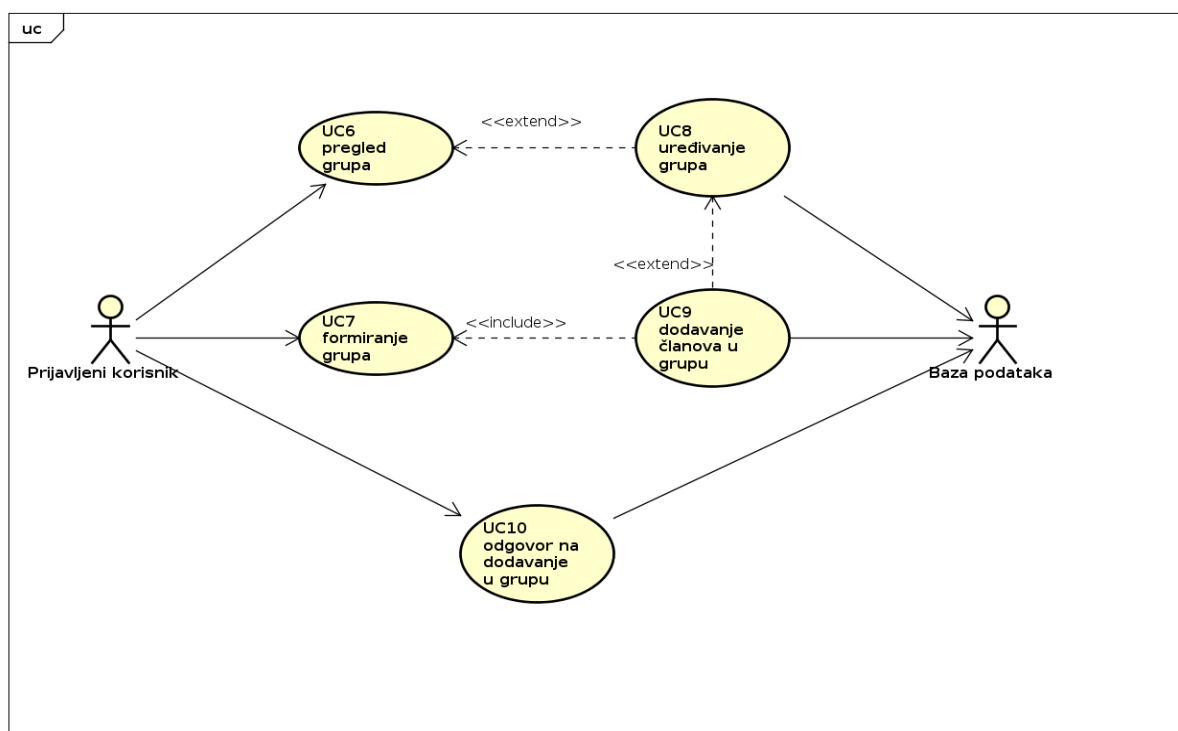 uc
UC6
pregled
grupa
<<extend>>
UC8
uređivanje
grupa
<<extend>>
UC7
formiranje
grupa
<<include>>
UC9
dodavanje
članova u
grupu
Prijavljeni korisnik
Baza podataka
UC10
odgovor na
dodavanje
u grupu